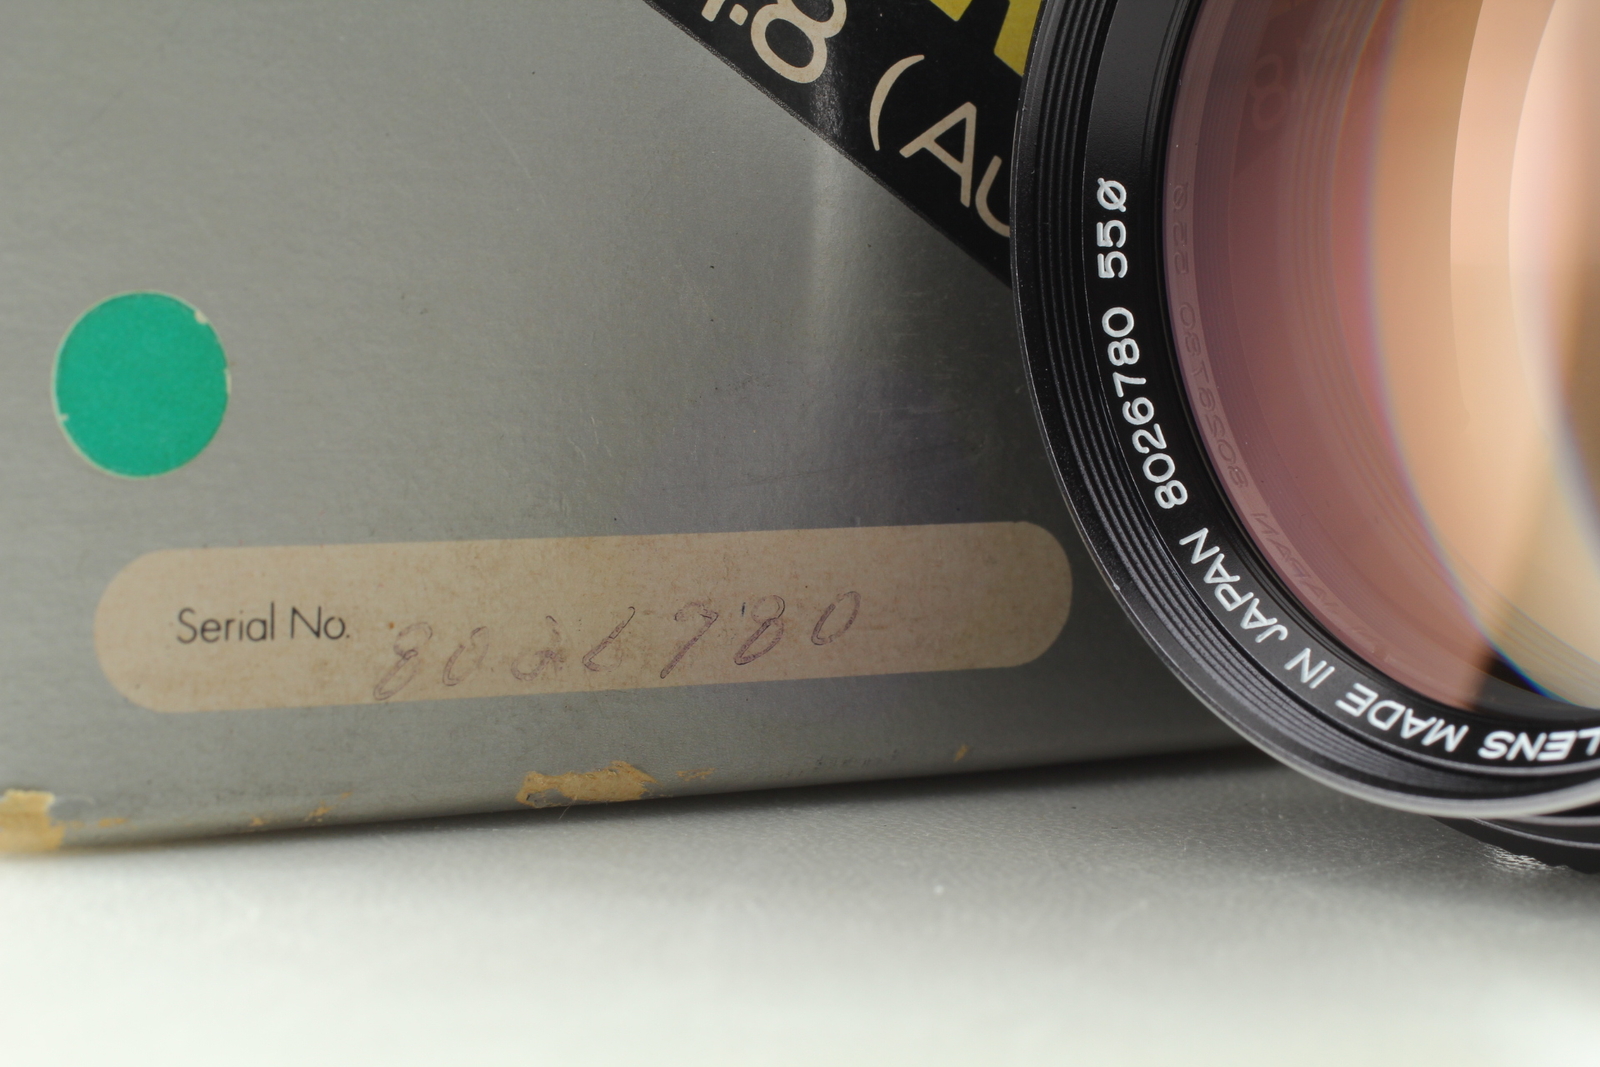 1:8 (Au
Serial No. 8026780
LENS MADE IN JAPAN 8026780 55ø